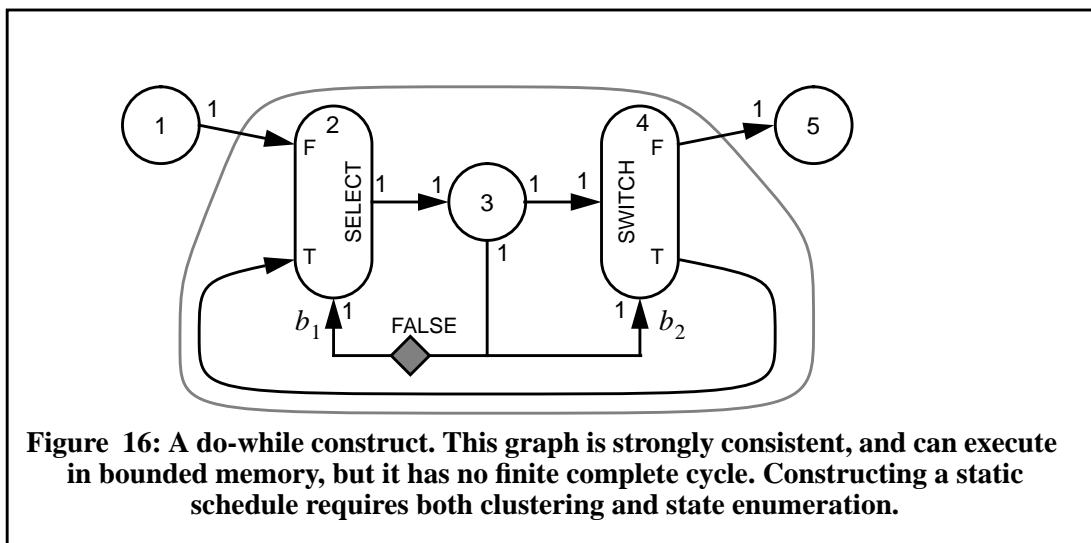 1
1
2
F
SELECT
T
1
1
1
b1
FALSE
3
1
1
1
4
F
SWITCH
T
1
b2
1
5
Figure 16: A do-while construct. This graph is strongly consistent, and can execute
in bounded memory, but it has no finite complete cycle. Constructing a static
schedule requires both clustering and state enumeration.